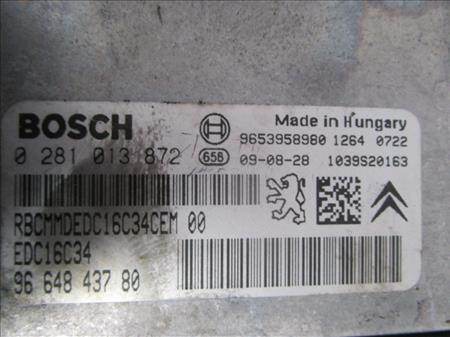 BOSCH
Made in Hungary
9653958980 1264 0722
0 281 013 872
656
09-08-28 1039S20163
RBCMMDEDC16C34CEM 00
EDC16C34
96 648 437 80